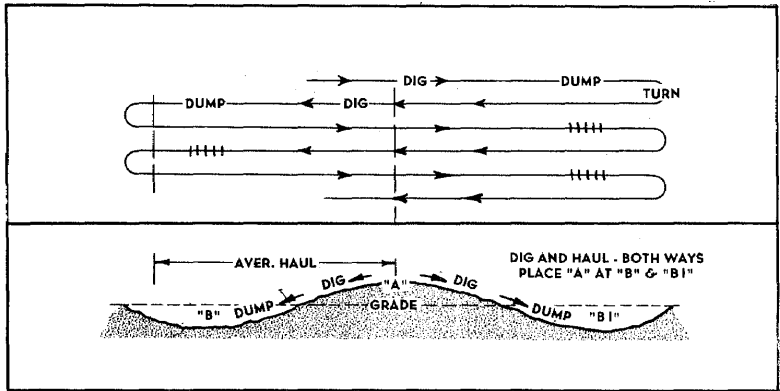 DIG DUMP
TURN
DUMP DIG
AVER. HAUL
DIG AND HAUL - BOTH WAYS
PLACE "A" AT "B" & "B1"
DIG "A" DIG
"B" DUMP GRADE DUMP "B1"